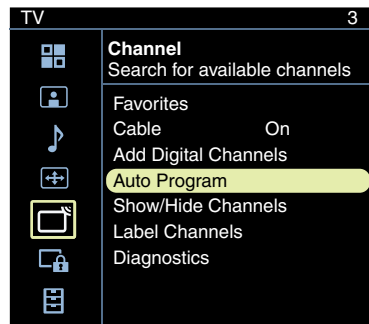 TV 3
Channel
Search for available channels
Favorites
Cable On
Add Digital Channels
Auto Program
Show/Hide Channels
Label Channels
Diagnostics